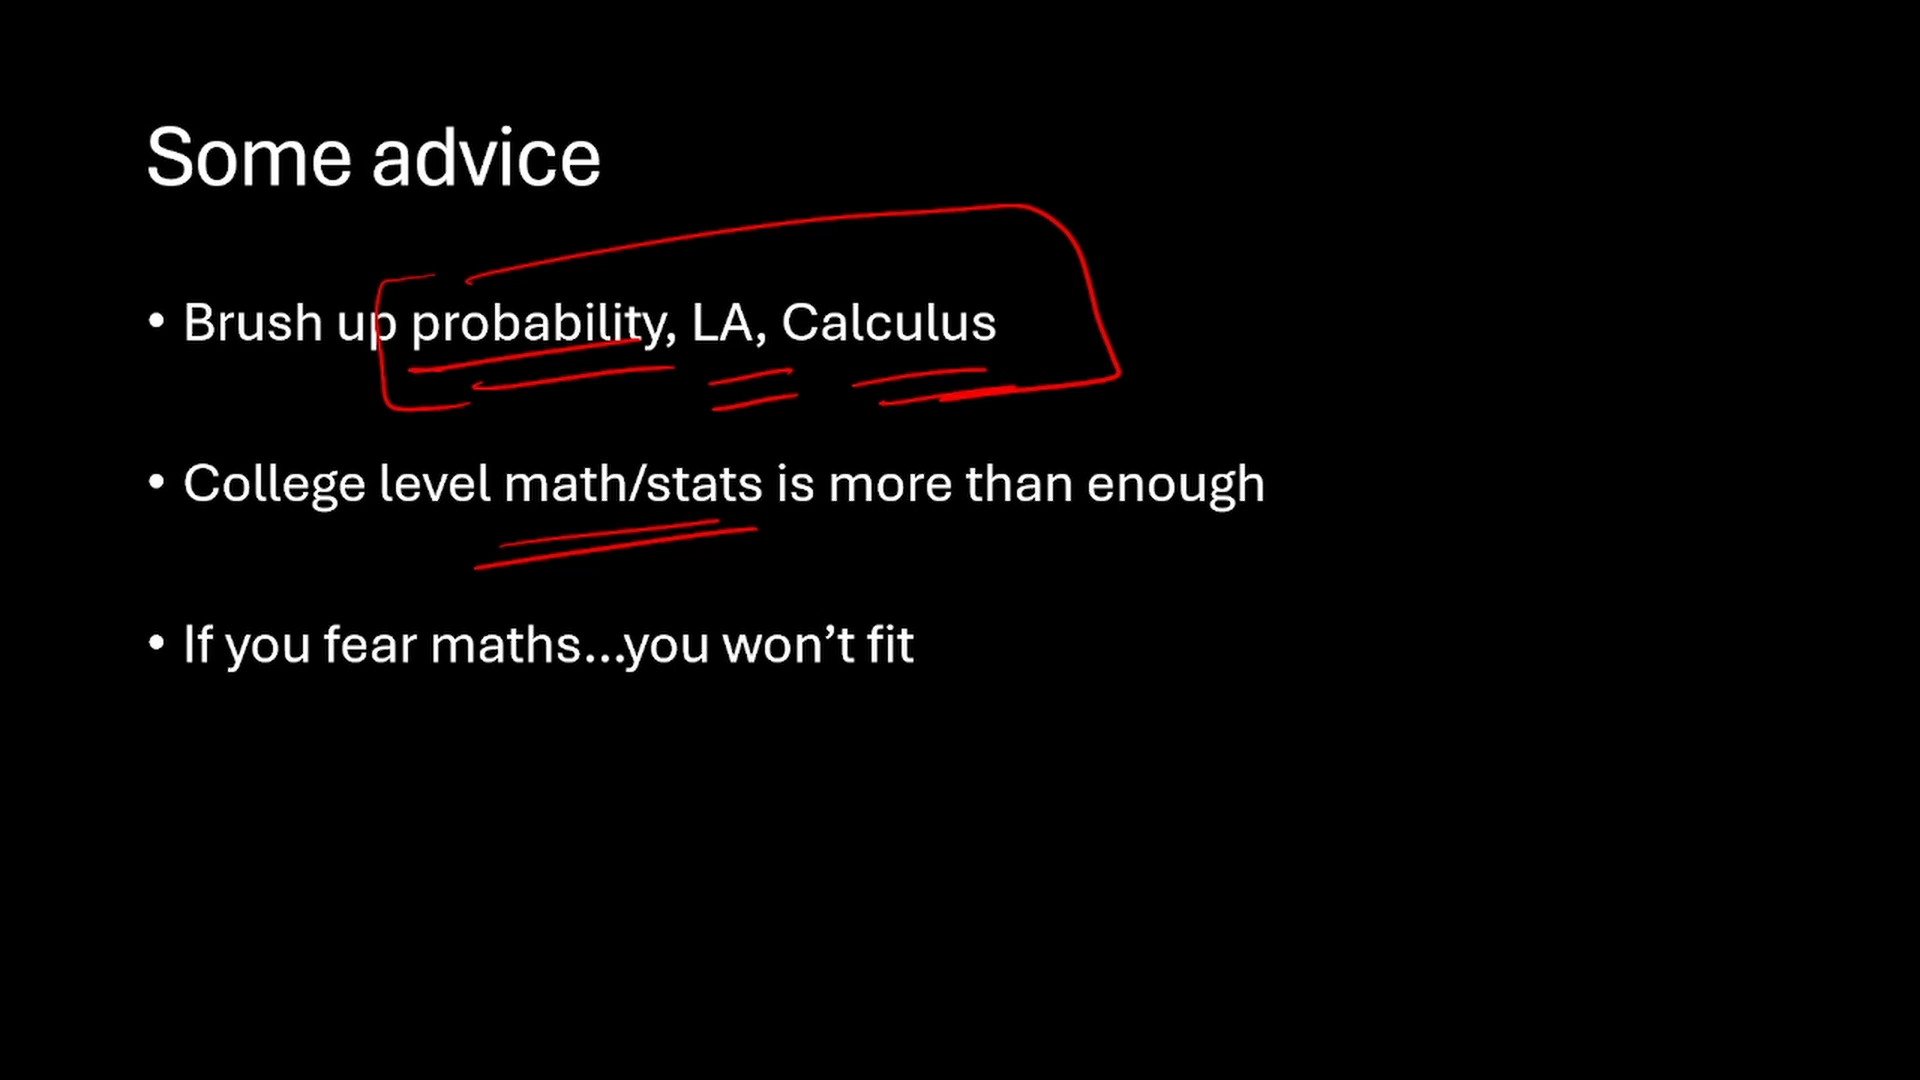 Some advice
• Brush up probability, LA, Calculus
• College level math/stats is more than enough
• If you fear maths...you won't fit